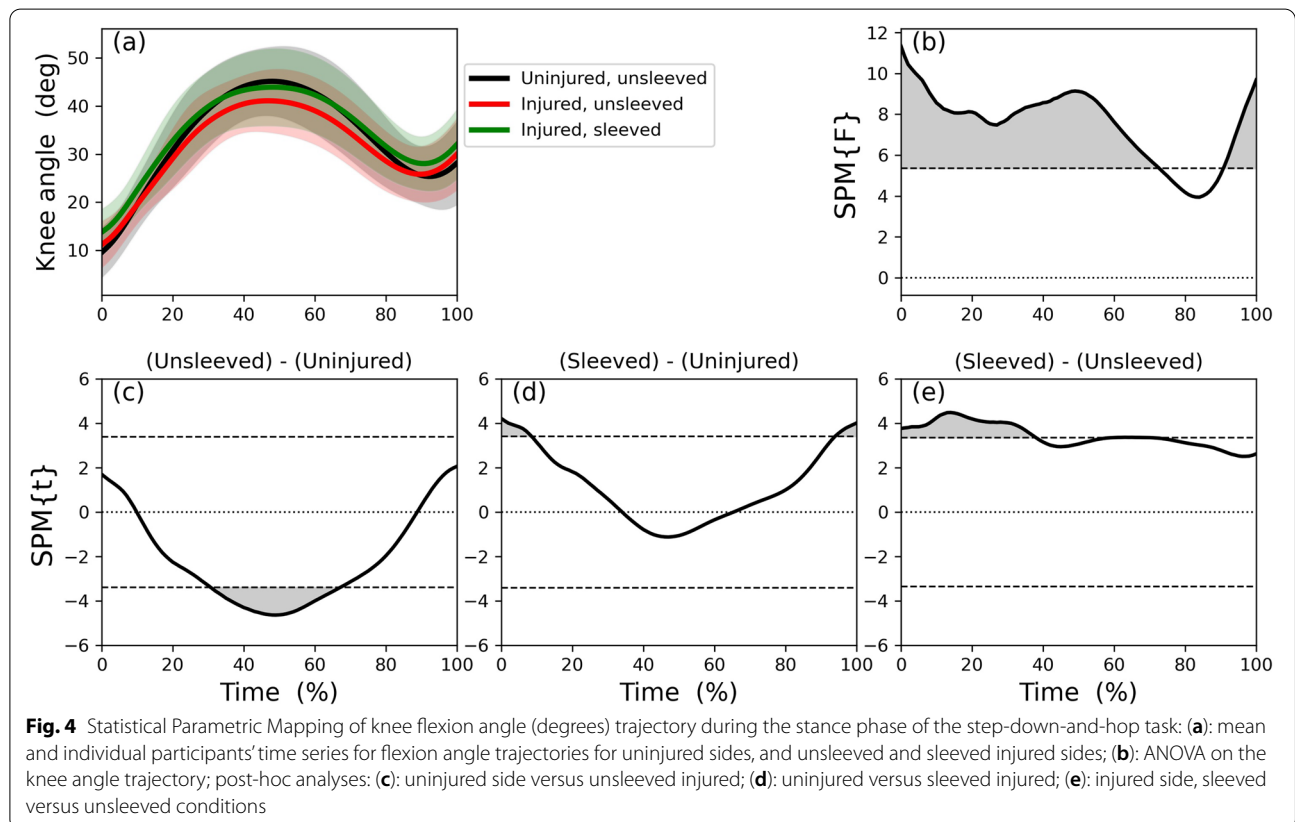 (a)
50
40
30
20
10
Knee angle (deg)
0 20 40 60 80 100
Uninjured, unsleeved
Injured, unsleeved
Injured, sleeved
(b)
12
10
8
6
4
2
0
SPM{F}
0 20 40 60 80 100
(Unsleeved) - (Uninjured)
(c)
6
4
2
0
−2
−4
−6
SPM{t}
0 20 40 60 80 100
Time (%)
(Sleeved) - (Uninjured)
(d)
6
4
2
0
−2
−4
−6
0 20 40 60 80 100
Time (%)
(Sleeved) - (Unsleeved)
(e)
6
4
2
0
−2
−4
−6
0 20 40 60 80 100
Time (%)
Fig. 4 Statistical Parametric Mapping of knee flexion angle (degrees) trajectory during the stance phase of the step-down-and-hop task: (a): mean
and individual participants’ time series for flexion angle trajectories for uninjured sides, and unsleeved and sleeved injured sides; (b): ANOVA on the
knee angle trajectory; post-hoc analyses: (c): uninjured side versus unsleeved injured; (d): uninjured versus sleeved injured; (e): injured side, sleeved
versus unsleeved conditions